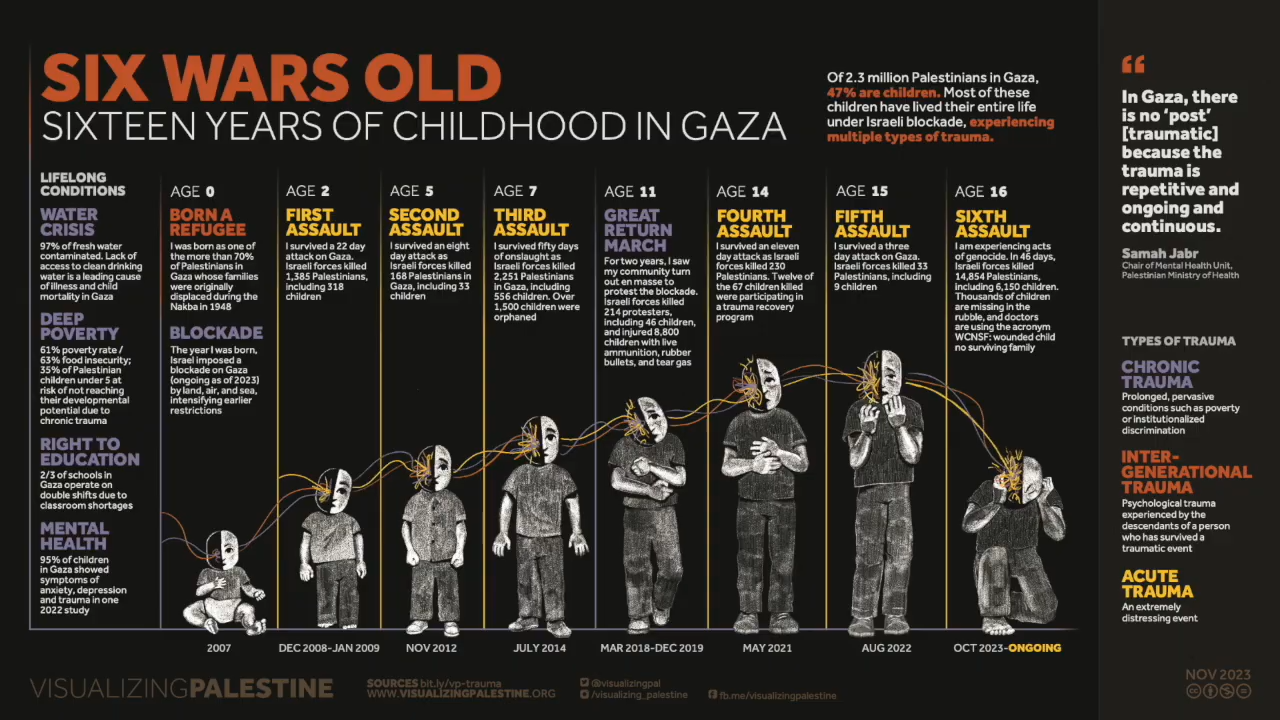 SIX WARS OLD
SIXTEEN YEARS OF CHILDHOOD IN GAZA
Of 2.3 million Palestinians in Gaza,
47% are children. Most of these
children have lived their entire life
under Israeli blockade, experiencing
multiple types of trauma.
LIFELONG
CONDITIONS
WATER
CRISIS
97% of fresh water
contaminated. Lack of
access to clean drinking
water is a leading cause
of illness and child
mortality in Gaza
DEEP
POVERTY
61% poverty rate /
63% food insecurity;
35% of Palestinian
children under 5 at
risk of not reaching
their developmental
potential due to
chronic trauma
RIGHT TO
EDUCATION
2/3 of schools in
Gaza operate on
double shifts due to
classroom shortages
MENTAL
HEALTH
95% of children
in Gaza showed
symptoms of
anxiety, depression
and trauma in one
2022 study
AGE 0
BORN A
REFUGEE
I was born as one of
the more than 70%
of Palestinians in
Gaza whose families
were originally
displaced during the
Nakba in 1948
BLOCKADE
The year I was born,
Israel imposed a
blockade on Gaza
(ongoing as of 2023)
by land, air, and sea,
intensifying earlier
restrictions
2007
AGE 2
FIRST
ASSAULT
I survived a 22 day
attack on Gaza.
Israeli forces killed
1,385 Palestinians,
including 318
children
DEC 2008-JAN 2009
AGE 5
SECOND
ASSAULT
I survived an eight
day attack as
Israeli forces killed
168 Palestinians in
Gaza, including 33
children
NOV 2012
AGE 7
THIRD
ASSAULT
I survived fifty days
of onslaught as Israeli
forces killed
2,251 Palestinians
in Gaza, including
556 children. Over
1,500 children were
orphaned
JULY 2014
AGE 11
GREAT
RETURN
MARCH
For two years, I saw
my community turn
out en masse to
protest the blockade.
Israeli forces killed
214 protesters,
including 46 children,
and injured 8,800
children with live
ammunition, rubber
bullets, and tear gas
MAR 2018-DEC 2019
AGE 14
FOURTH
ASSAULT
I survived an eleven
day attack as Israeli
forces killed 230
Palestinians. Twelve of
the 67 children killed
were participating in
a trauma recovery
program
MAY 2021
AGE 15
FIFTH
ASSAULT
I survived a three
day attack on Gaza.
Israeli forces killed 33
Palestinians, including
9 children
AUG 2022
AGE 16
SIXTH
ASSAULT
I am experiencing acts
of genocide. In 46 days,
Israeli forces killed
14,854 Palestinians,
including 6,150 children.
Thousands of children
are missing in the
rubble, and doctors
are using the acronym
WCNSF: wounded child
no surviving family
OCT 2023-ONGOING
“
In Gaza, there
is no ‘post’
[traumatic]
because the
trauma is
repetitive and
ongoing and
continuous.
Samah Jabr
Chair of Mental Health Unit,
Palestinian Ministry of Health
TYPES OF TRAUMA
CHRONIC
TRAUMA
Prolonged, pervasive
conditions such as poverty
or institutionalized
discrimination
INTER-
GENERATIONAL
TRAUMA
Psychological trauma
experienced by the
descendants of a person
who has survived a
traumatic event
ACUTE
TRAUMA
An extremely
distressing event
VISUALIZINGPALESTINE
SOURCES bit.ly/vp-trauma
WWW.VISUALIZINGPALESTINE.ORG
@visualizingpal
/visualizing_palestine
fb.me/visualizingpalestine
NOV 2023